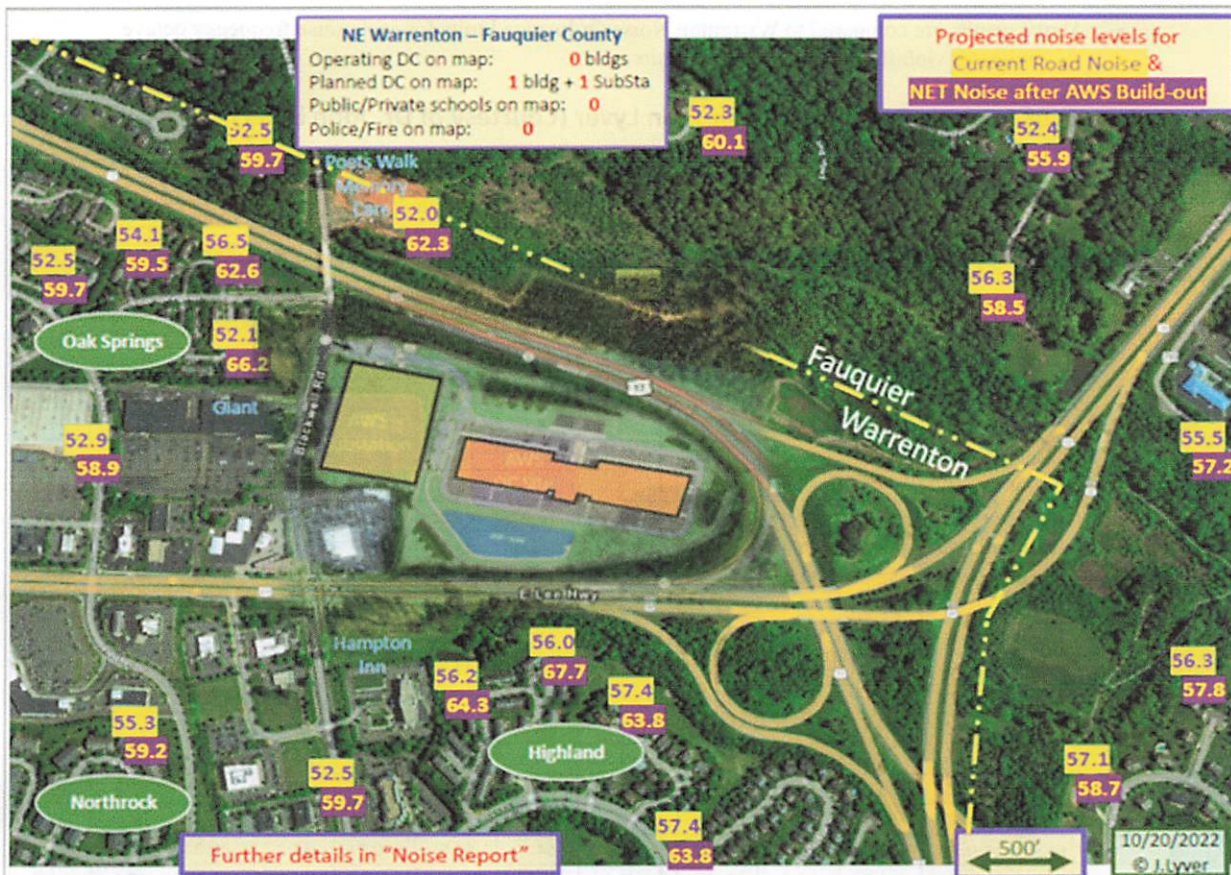 NE Warrenton – Fauquier County
Operating DC on map: 0 bldgs
Planned DC on map: 1 bldg + 1 SubSta
Public/Private schools on map: 0
Police/Fire on map: 0
Projected noise levels for
Current Road Noise &
NET Noise after AWS Build-out
52.5
59.7
52.3
60.1
52.4
55.9
Poets Walk
Memory
Care
52.0
62.3
54.1
59.5
56.5
62.6
52.5
59.7
56.3
58.5
Oak Springs
52.1
66.2
Fauquier
Warrenton
Giant
Blackwell Rd
52.9
58.9
55.5
57.2
E Lee Hwy
Hampton
Inn
56.2
64.3
56.0
67.7
57.4
63.8
56.3
57.8
55.3
59.2
Highland
Northrock
52.5
59.7
57.1
58.7
57.4
63.8
Further details in "Noise Report"
500'
10/20/2022
© J.Lyver